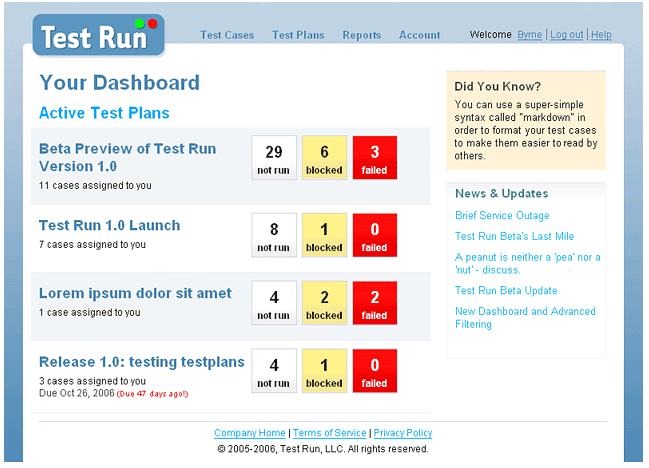 Test Run
Test Cases Test Plans Reports Account
Welcome Byrne | Log out | Help
Your Dashboard
Active Test Plans
Beta Preview of Test Run
Version 1.0
11 cases assigned to you
29 6 3
not run blocked failed
Test Run 1.0 Launch
7 cases assigned to you
8 1 0
not run blocked failed
Lorem ipsum dolor sit amet
1 case assigned to you
4 2 2
not run blocked failed
Release 1.0: testing testplans
3 cases assigned to you
Due Oct 26, 2006 (Due 47 days ago!)
4 1 0
not run blocked failed
Did You Know?
You can use a super-simple
syntax called "markdown" in
order to format your test cases
to make them easier to read by
others.
News & Updates
Brief Service Outage
Test Run Beta's Last Mile
A peanut is neither a 'pea' nor a
'nut' - discuss.
Test Run Beta Update
New Dashboard and Advanced
Filtering
Company Home | Terms of Service | Privacy Policy
© 2005-2006, Test Run, LLC. All rights reserved.